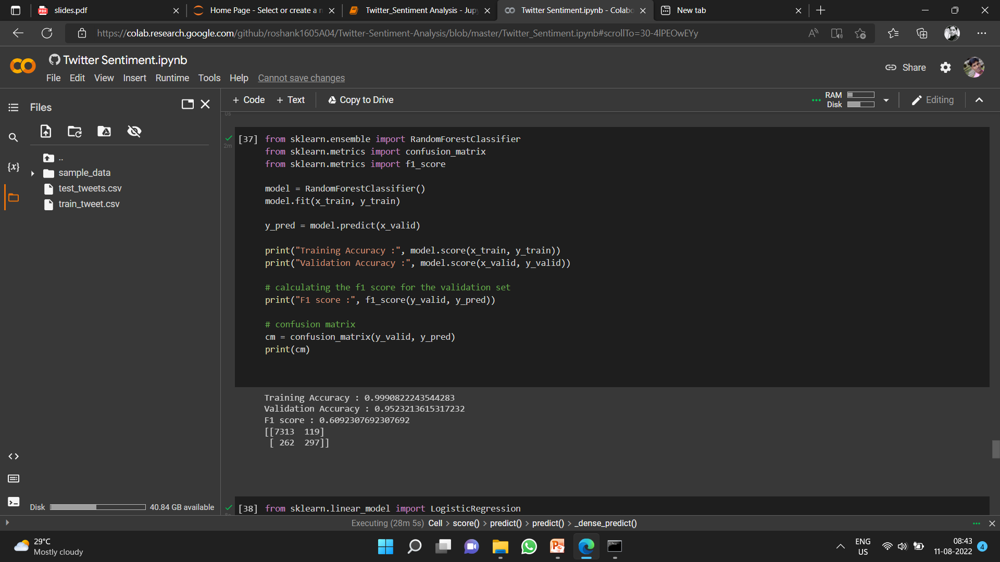 slides.pdf
Home Page - Select or create a n
Twitter_Sentiment Analysis - Jupy
Twitter Sentiment.ipynb - Colabo
New tab
https://colab.research.google.com/github/roshank1605A04/Twitter-Sentiment-Analysis/blob/master/Twitter_Sentiment.ipynb#scrollTo=30-4lPEOwEYy
Twitter Sentiment.ipynb
File Edit View Insert Runtime Tools Help Cannot save changes
Share
Files
+ Code + Text Copy to Drive
RAM
Disk
Editing
..
sample_data
test_tweets.csv
train_tweet.csv
Disk 40.84 GB available
0s
2m
[37] from sklearn.ensemble import RandomForestClassifier
from sklearn.metrics import confusion_matrix
from sklearn.metrics import f1_score
model = RandomForestClassifier()
model.fit(x_train, y_train)
y_pred = model.predict(x_valid)
print("Training Accuracy :", model.score(x_train, y_train))
print("Validation Accuracy :", model.score(x_valid, y_valid))
# calculating the f1 score for the validation set
print("F1 score :", f1_score(y_valid, y_pred))
# confusion matrix
cm = confusion_matrix(y_valid, y_pred)
print(cm)
Training Accuracy : 0.9990822243544283
Validation Accuracy : 0.9523213615317232
F1 score : 0.6092307692307692
[[7313  119]
[ 262  297]]
[38] from sklearn.linear_model import LogisticRegression
Executing (28m 5s) Cell > score() > predict() > predict() > _dense_predict()
29°C
Mostly cloudy
ENG
US
08:43
11-08-2022
4